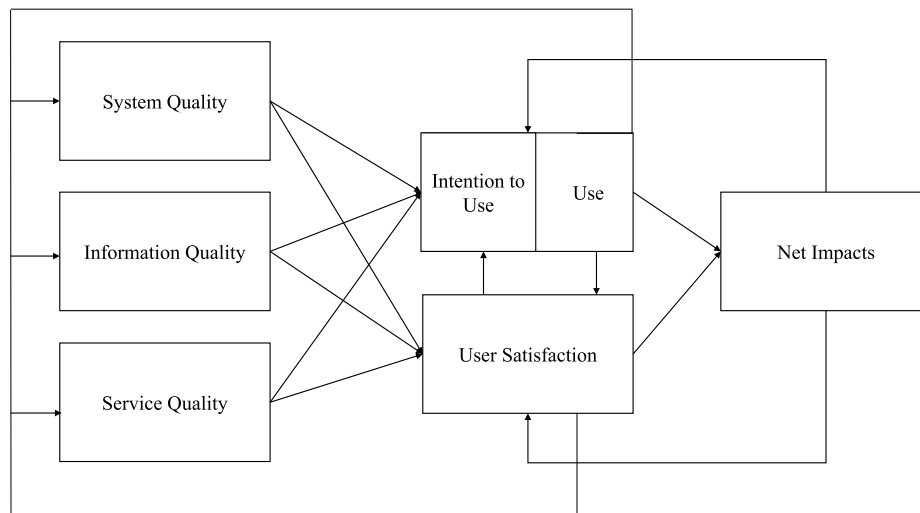 System Quality
Intention to
Use
Use
Information Quality
Net Impacts
User Satisfaction
Service Quality